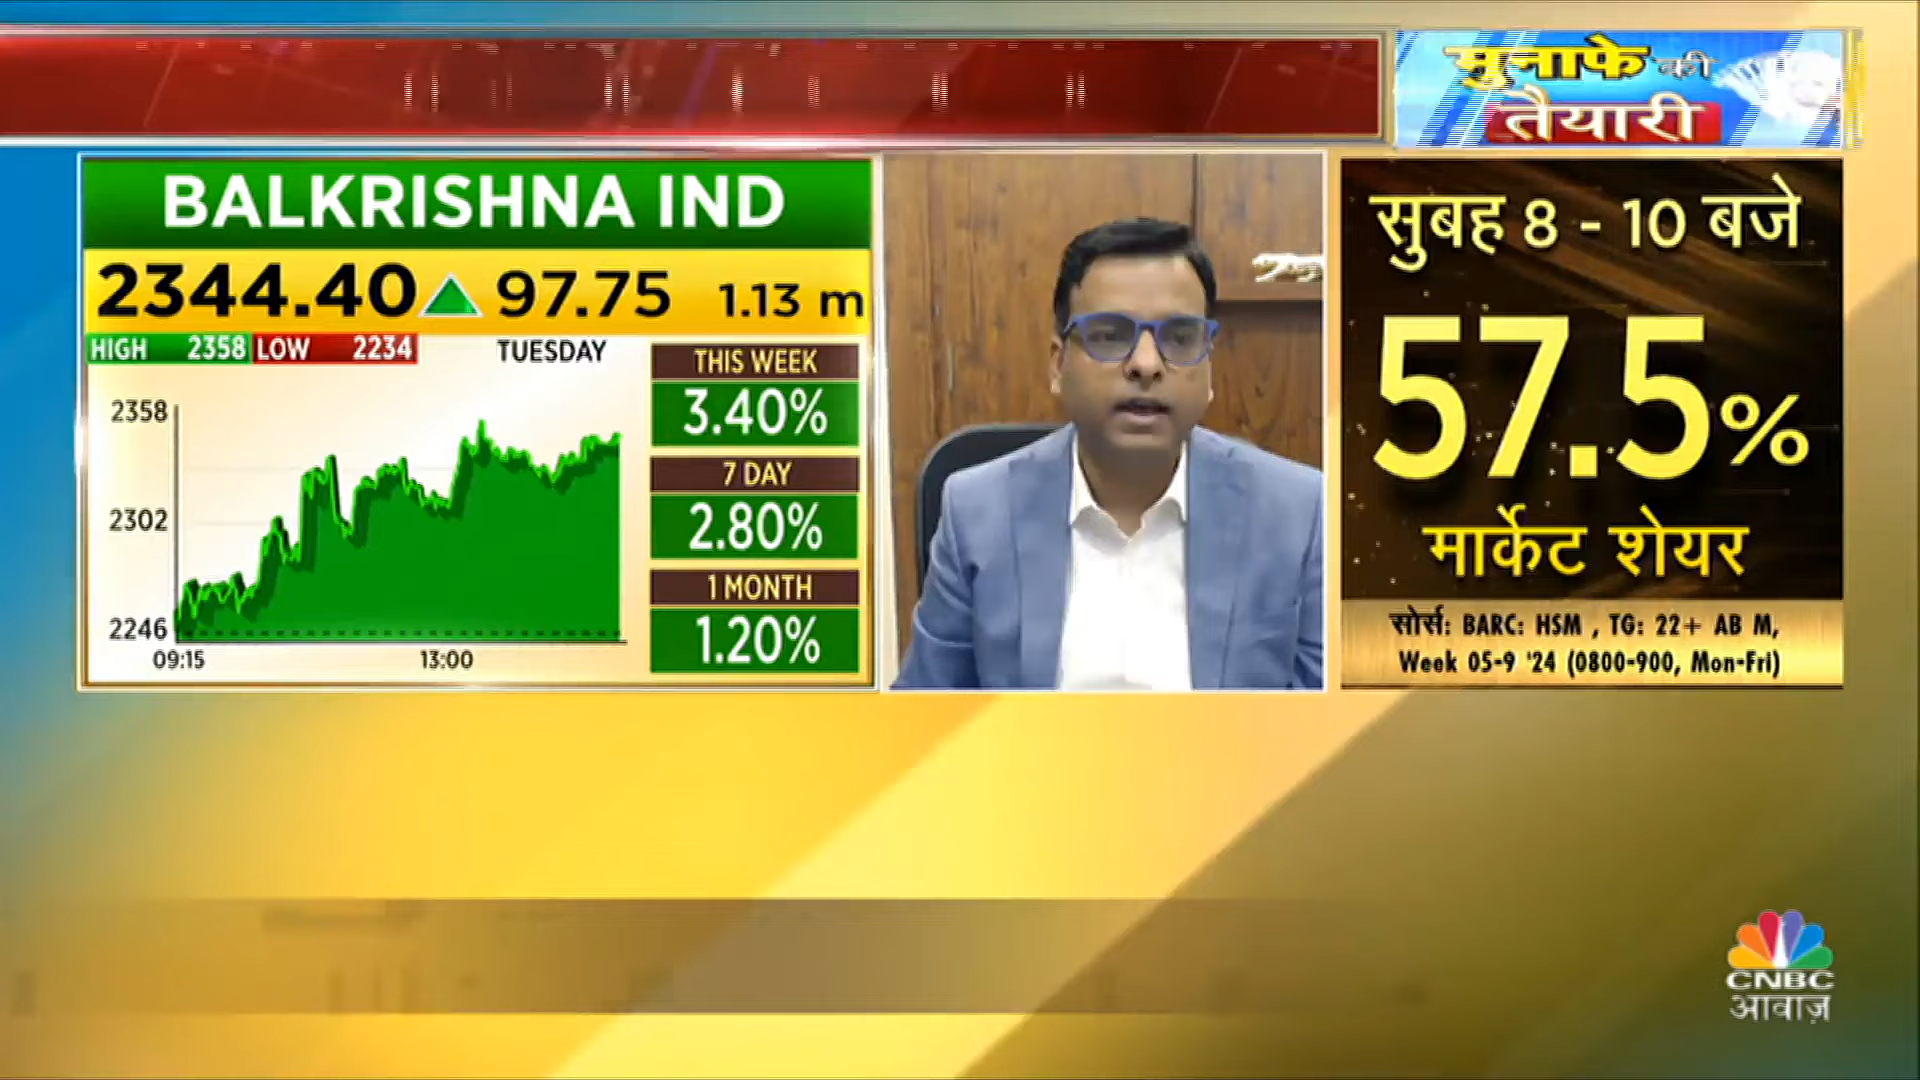 मुनाफे की
तैयारी
BALKRISHNA IND
2344.40 97.75 1.13 m
HIGH 2358 LOW 2234 TUESDAY
2358
2302
2246
09:15 13:00
THIS WEEK
3.40%
7 DAY
2.80%
1 MONTH
1.20%
सुबह 8 - 10 बजे
57.5%
मार्केट शेयर
सोर्स: BARC: HSM , TG: 22+ AB M,
Week 05-9 '24 (0800-900, Mon-Fri)
CNBC
आवाज़